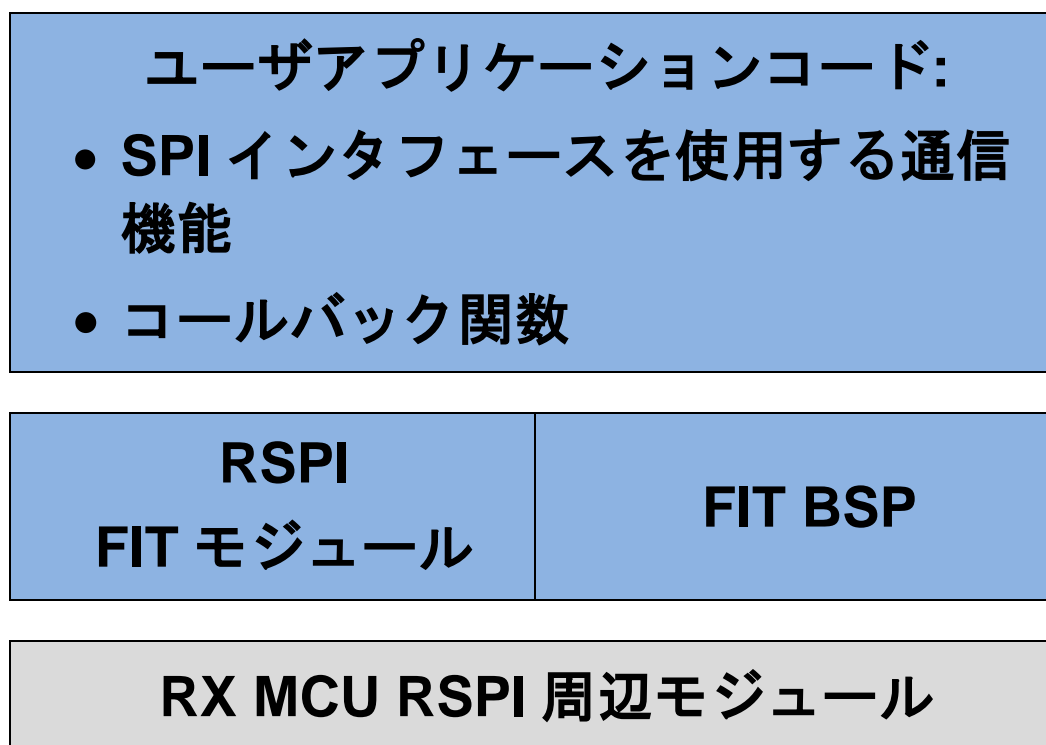 ユーザアプリケーションコード:
• SPI インタフェースを使用する通信
機能
• コールバック関数
RSPI
FIT モジュール
FIT BSP
RX MCU RSPI 周辺モジュール